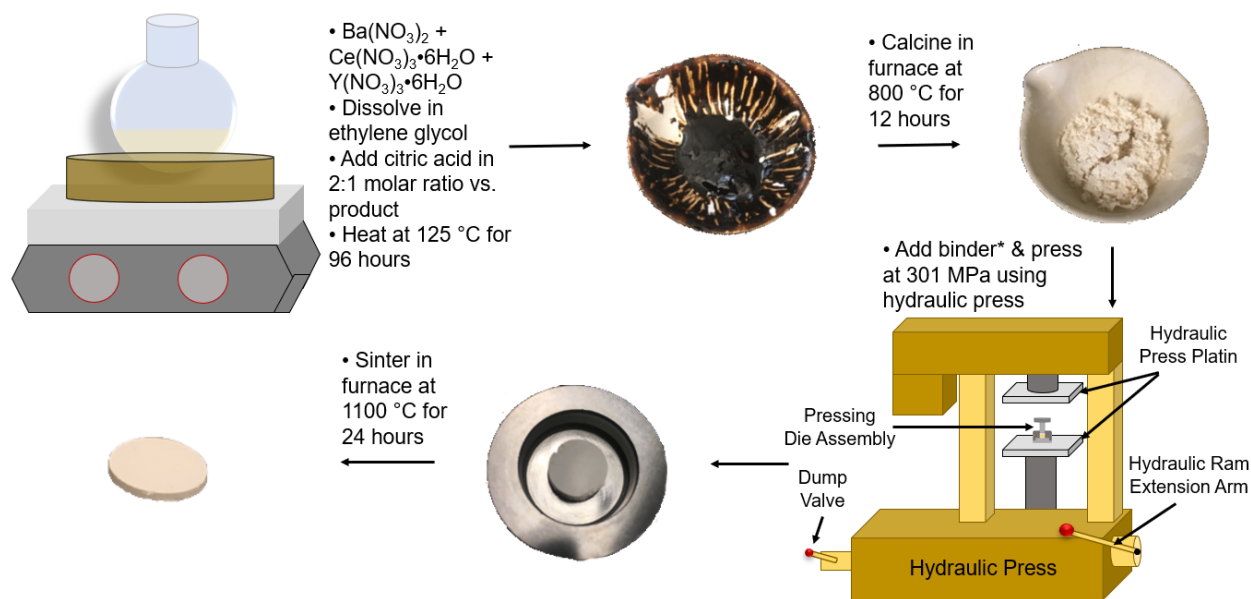 • Ba(NO₃)₂ +
Ce(NO₃)₃•6H₂O +
Y(NO₃)₃•6H₂O
• Dissolve in
ethylene glycol
• Add citric acid in
2:1 molar ratio vs.
product
• Heat at 125 °C for
96 hours
• Calcine in
furnace at
800 °C for
12 hours
• Add binder* & press
at 301 MPa using
hydraulic press
Hydraulic
Press Platin
Pressing
Die Assembly
Hydraulic Ram
Extension Arm
Dump
Valve
Hydraulic Press
• Sinter in
furnace at
1100 °C for
24 hours